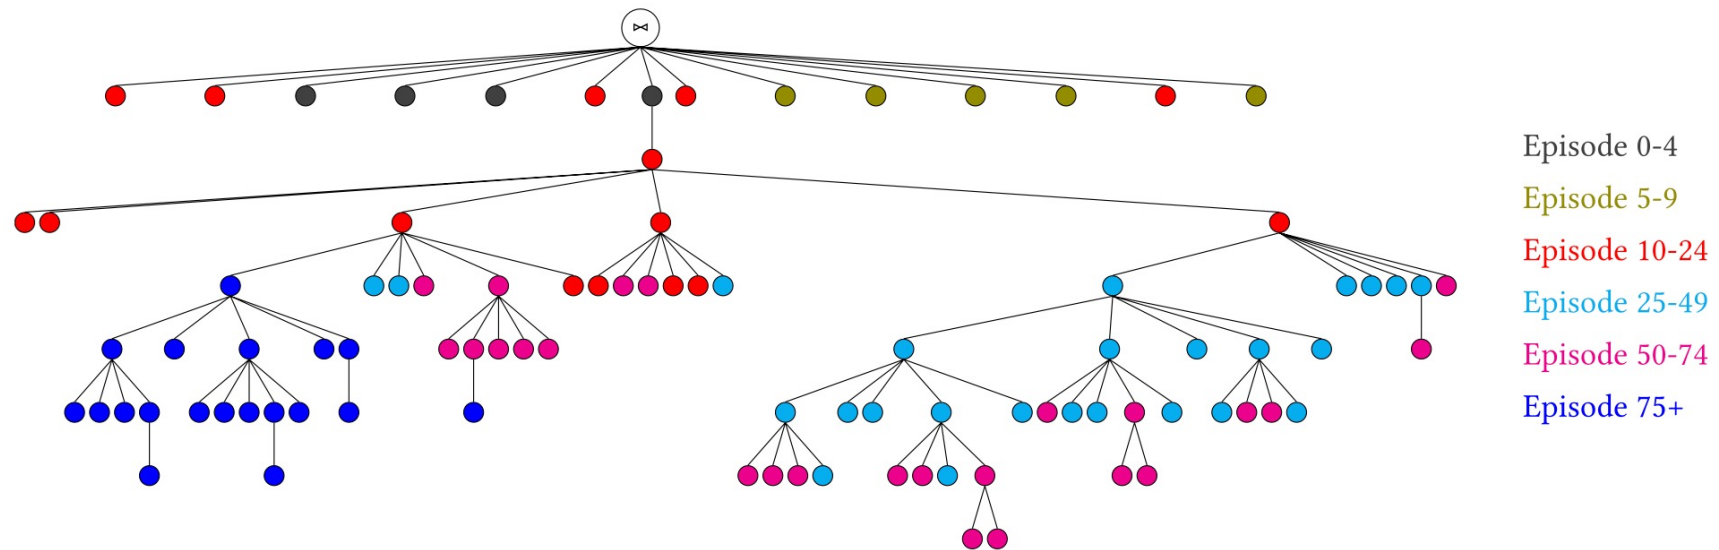 ⋈
Episode 0-4
Episode 5-9
Episode 10-24
Episode 25-49
Episode 50-74
Episode 75+